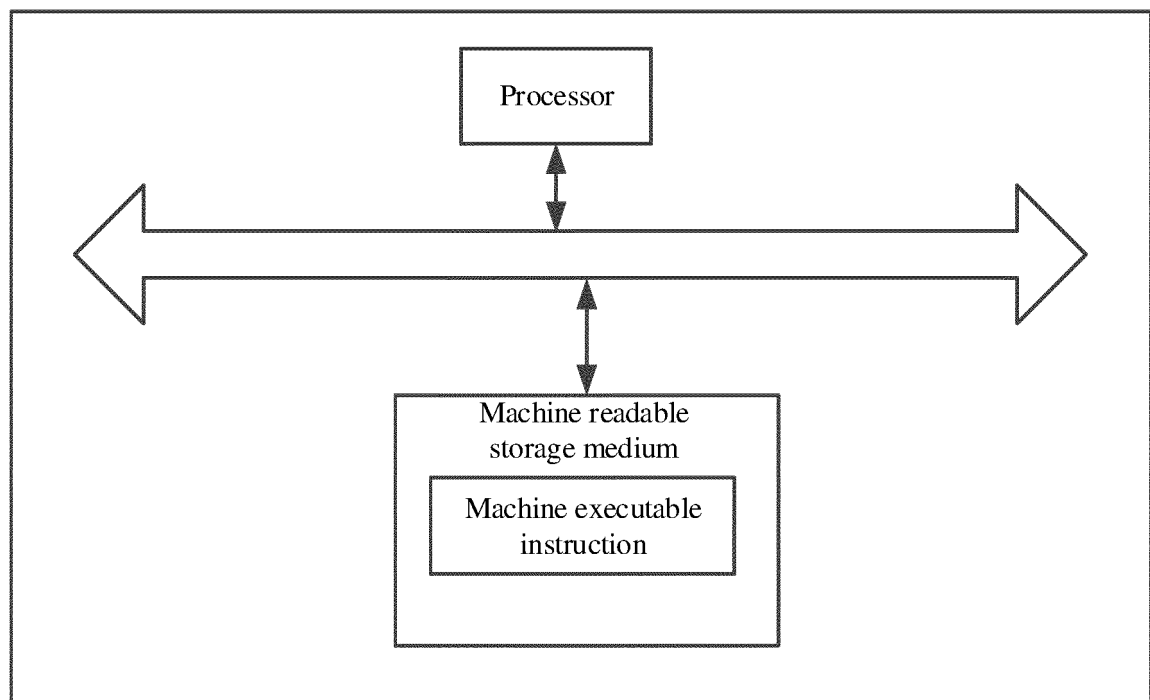 Processor
Machine readable
storage medium
Machine executable
instruction